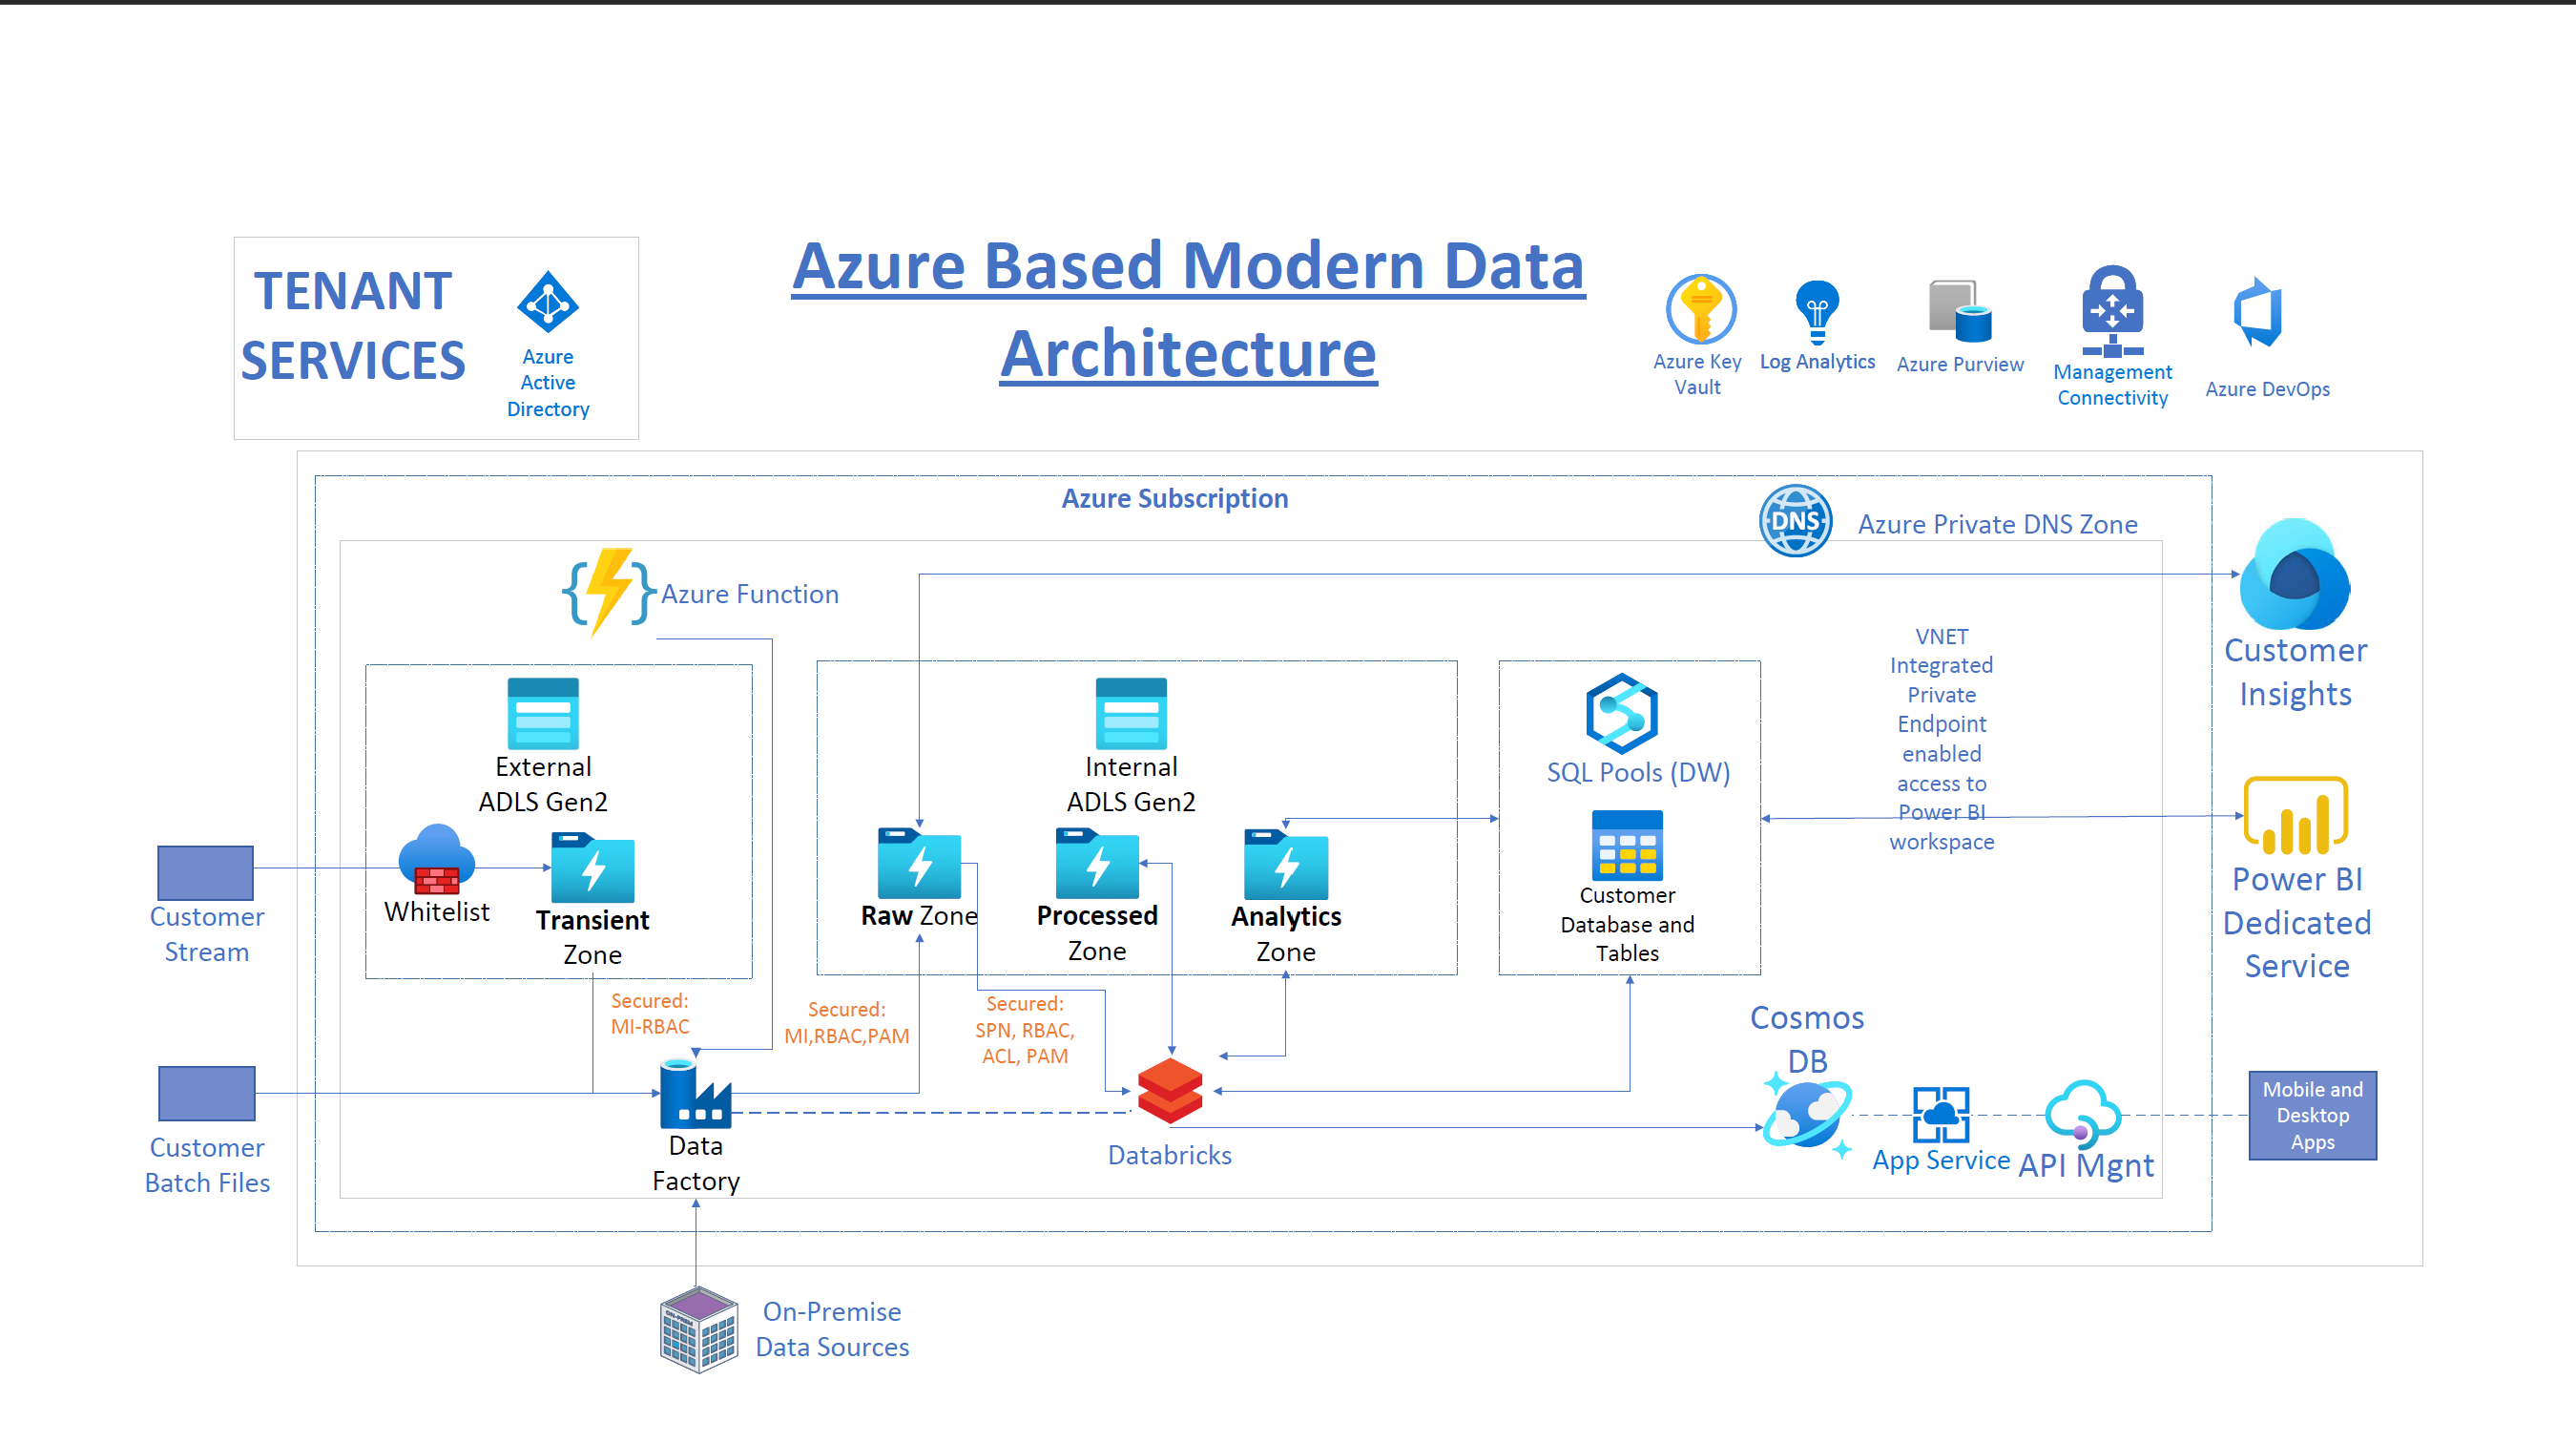 TENANT
SERVICES
Azure
Active
Directory
Azure Based Modern Data
Architecture
Azure Key
Vault
Log Analytics
Azure Purview
Management
Connectivity
Azure DevOps
Azure Subscription
DNS
Azure Private DNS Zone
Azure Function
External
ADLS Gen2
Whitelist
Transient
Zone
Internal
ADLS Gen2
Raw Zone
Processed
Zone
Analytics
Zone
SQL Pools (DW)
Customer
Database and
Tables
VNET
Integrated
Private
Endpoint
enabled
access to
Power BI
workspace
Customer
Insights
Power BI
Dedicated
Service
Customer
Stream
Customer
Batch Files
Secured:
MI-RBAC
Secured:
MI,RBAC,PAM
Secured:
SPN, RBAC,
ACL, PAM
Data
Factory
Databricks
Cosmos
DB
App Service
API Mgnt
Mobile and
Desktop
Apps
ON-PREM
On-Premise
Data Sources